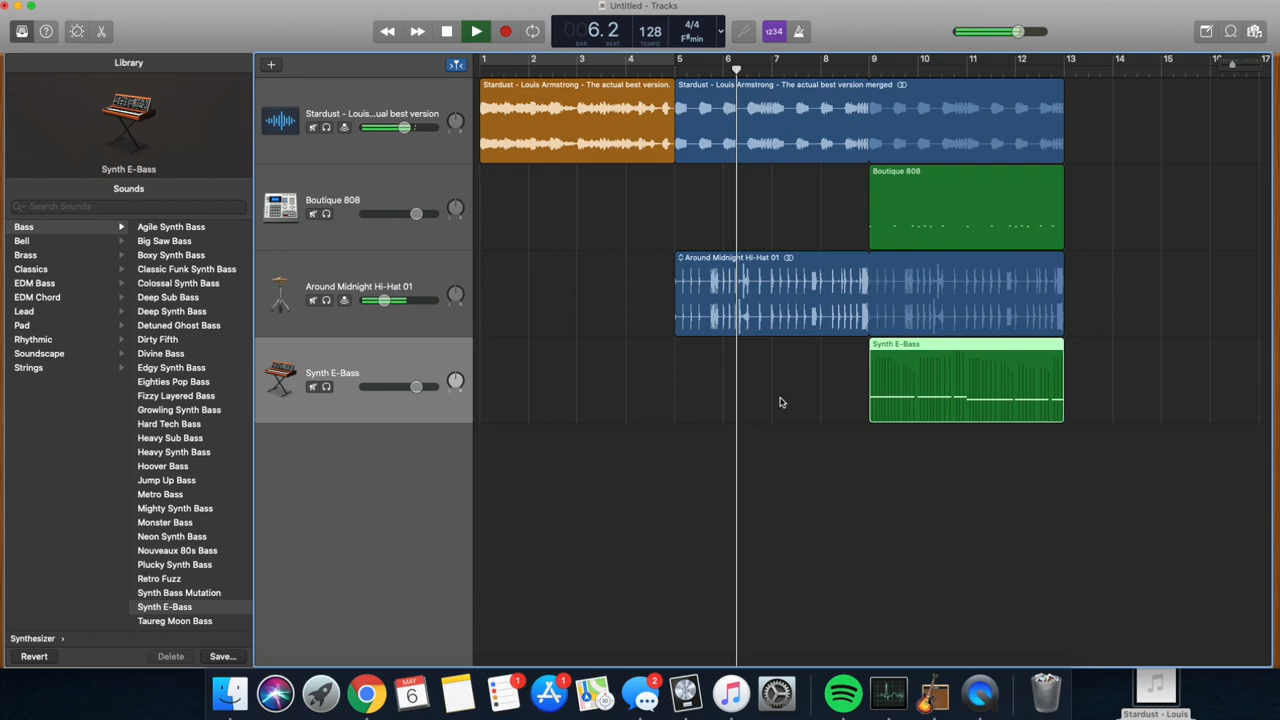 Untitled - Tracks
6.2
BAR
BEAT
128
TEMPO
4/4
F♯min
1234
Library
Synth E-Bass
Sounds
Search Sounds
Bass
Bell
Brass
Classics
EDM Bass
EDM Chord
Lead
Pad
Rhythmic
Soundscape
Strings
Agile Synth Bass
Big Saw Bass
Boxy Synth Bass
Classic Funk Synth Bass
Colossal Synth Bass
Deep Sub Bass
Deep Synth Bass
Detuned Ghost Bass
Dirty Fifth
Divine Bass
Edgy Synth Bass
Eighties Pop Bass
Fizzy Layered Bass
Growling Synth Bass
Hard Tech Bass
Heavy Sub Bass
Heavy Synth Bass
Hoover Bass
Jump Up Bass
Metro Bass
Mighty Synth Bass
Monster Bass
Neon Synth Bass
Nouveaux 80s Bass
Plucky Synth Bass
Retro Fuzz
Synth Bass Mutation
Synth E-Bass
Taureg Moon Bass
Synthesizer ›
Revert
Delete
Save...
Stardust - Louis...ual best version
Boutique 808
Around Midnight Hi-Hat 01
Synth E-Bass
1 2 3 4 5 6 7 8 9 10 11 12 13 14 15 17
Stardust - Louis Armstrong - The actual best version.
Stardust - Louis Armstrong - The actual best version merged
Boutique 808
Around Midnight Hi-Hat 01
Synth E-Bass
MAY
6
1
1
2
Stardust - Louis